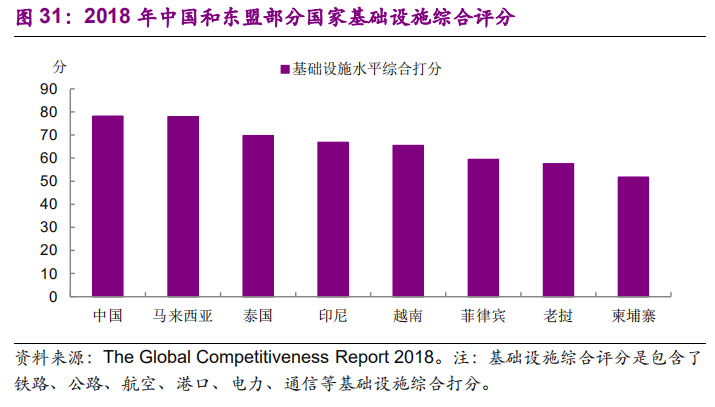 图 31：2018 年中国和东盟部分国家基础设施综合评分
分
基础设施水平综合打分
90
80
70
60
50
40
30
20
10
0
中国 马来西亚 泰国 印尼 越南 菲律宾 老挝 柬埔寨
资料来源：The Global Competitiveness Report 2018。注：基础设施综合评分是包含了
铁路、公路、航空、港口、电力、通信等基础设施综合打分。